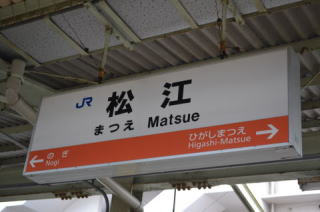 JR 松江
まつえ Matsue
のぎ
Nogi
ひがしまつえ
Higashi-Matsue